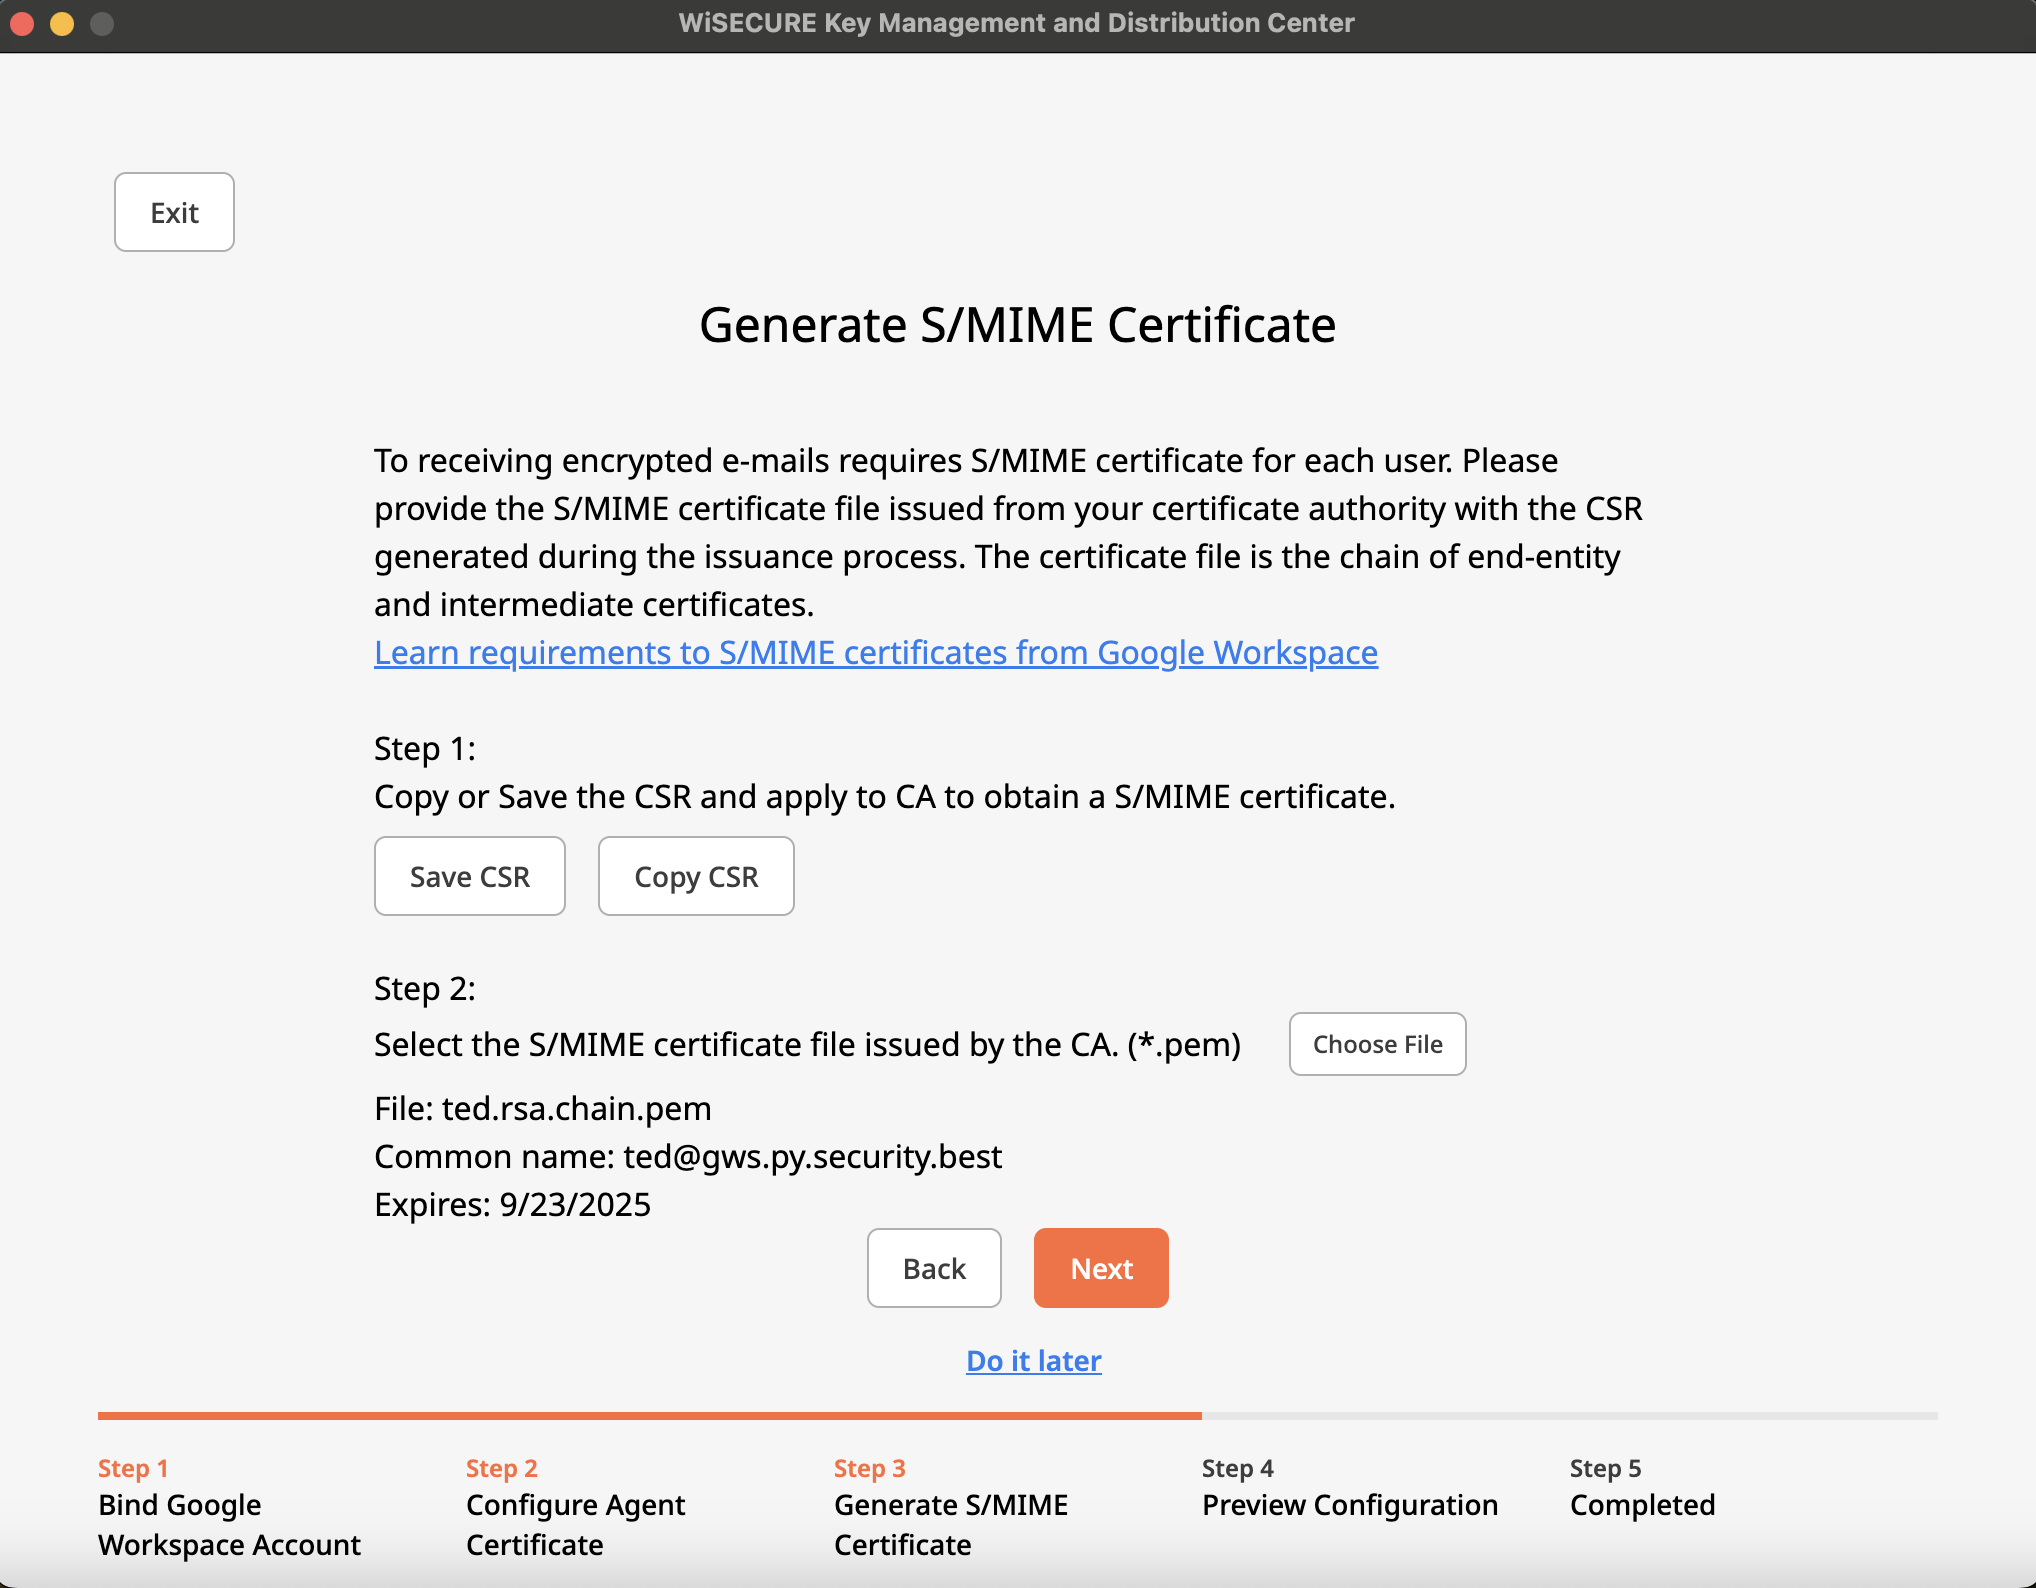 WiSECURE Key Management and Distribution Center
Exit
Generate S/MIME Certificate
To receiving encrypted e-mails requires S/MIME certificate for each user. Please
provide the S/MIME certificate file issued from your certificate authority with the CSR
generated during the issuance process. The certificate file is the chain of end-entity
and intermediate certificates.
Learn requirements to S/MIME certificates from Google Workspace
Step 1:
Copy or Save the CSR and apply to CA to obtain a S/MIME certificate.
Save CSR
Copy CSR
Step 2:
Select the S/MIME certificate file issued by the CA. (*.pem)
Choose File
File: ted.rsa.chain.pem
Common name: ted@gws.py.security.best
Expires: 9/23/2025
Back
Next
Do it later
Step 1
Bind Google
Workspace Account
Step 2
Configure Agent
Certificate
Step 3
Generate S/MIME
Certificate
Step 4
Preview Configuration
Step 5
Completed